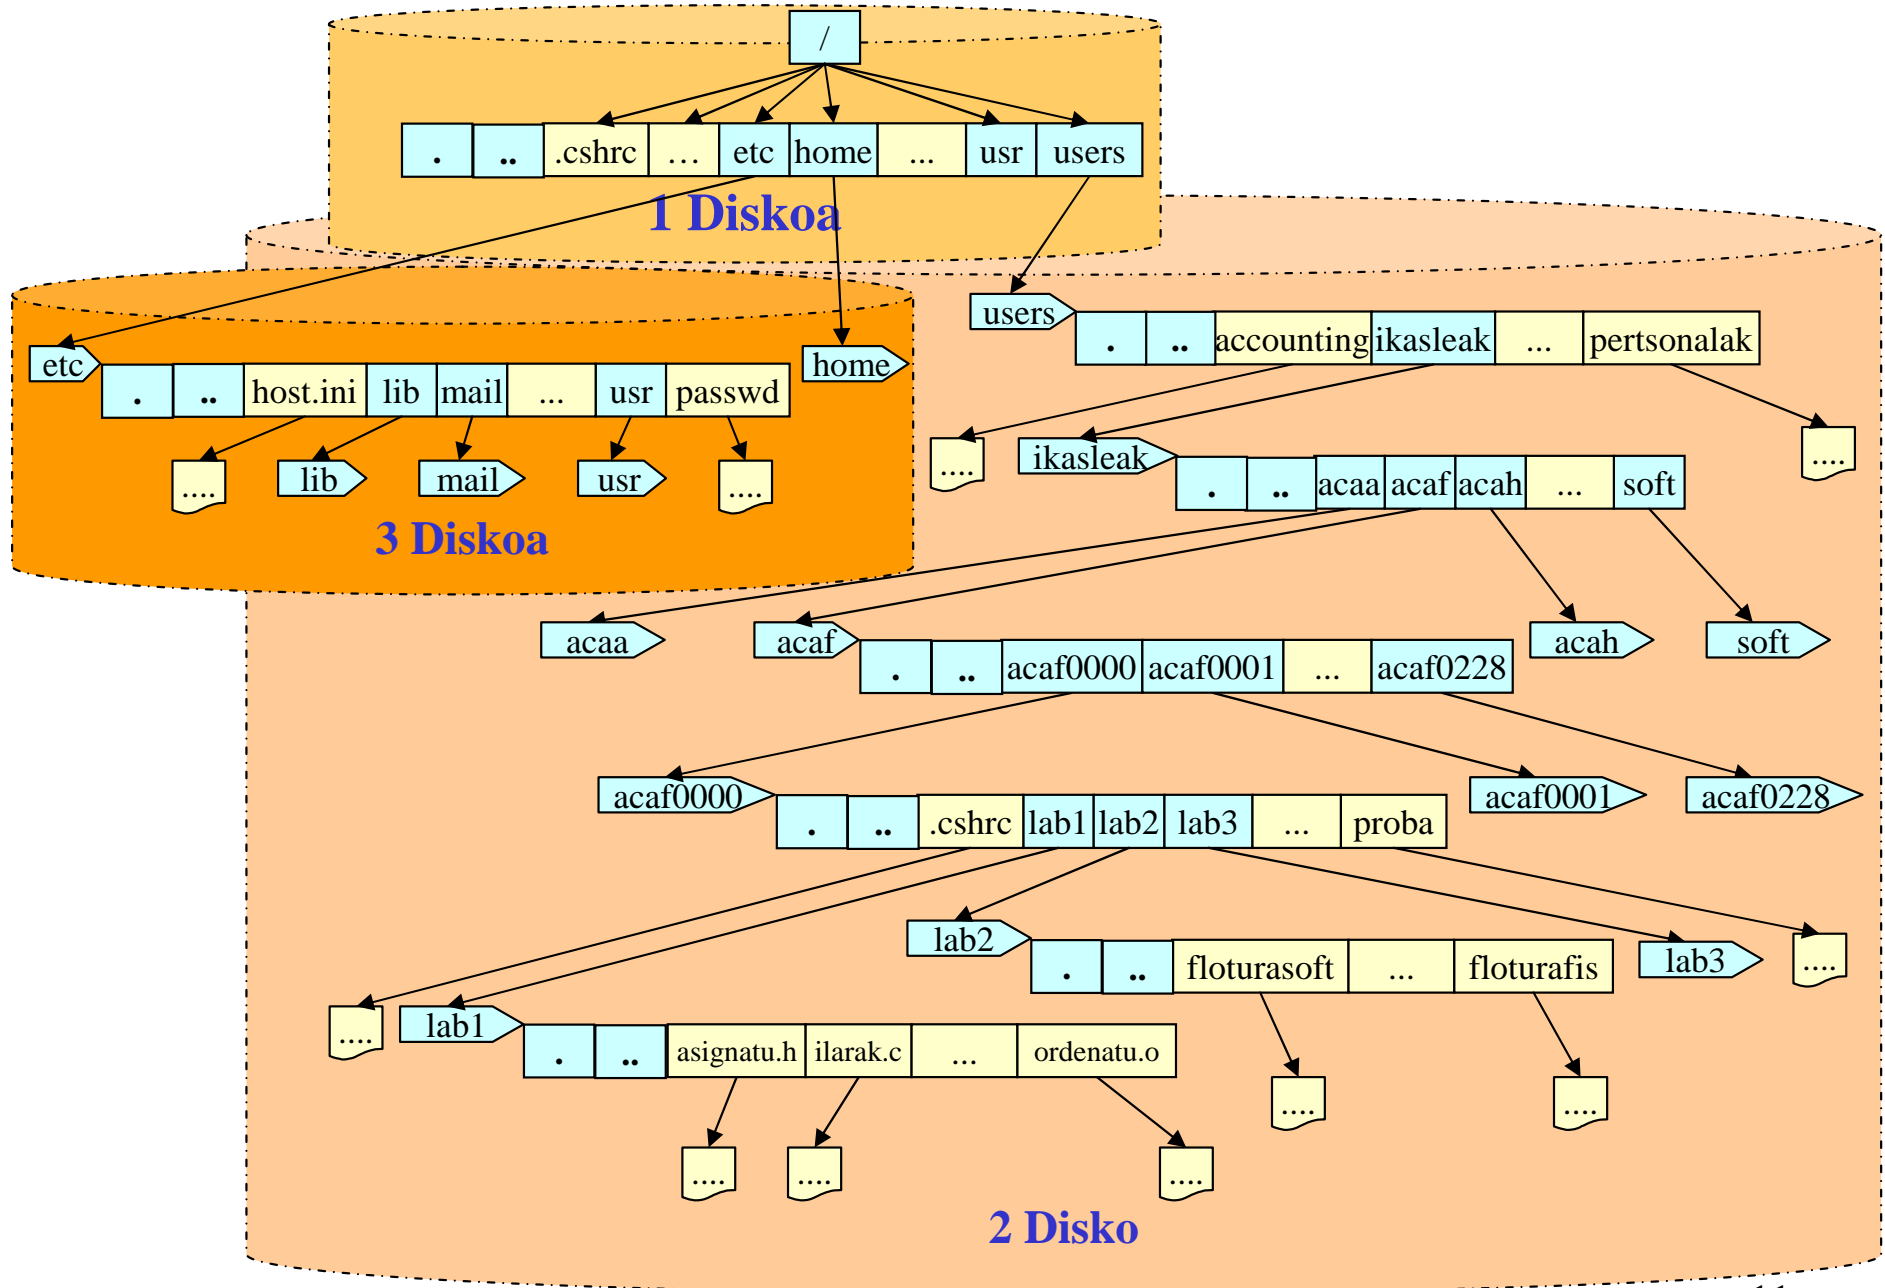 /
. .. .cshrc ... etc home ... usr users
1 Diskoa
users
. .. accounting ikasleak ... pertsonalak
etc
. .. host.ini lib mail ... usr passwd
home
.... lib mail usr ....
3 Diskoa
.... ikasleak ....
. .. acaa acaf acah ... soft
acaa acaf acah soft
. .. acaf0000 acaf0001 ... acaf0228
acaf0000 acaf0001 acaf0228
. .. .cshrc lab1 lab2 lab3 ... proba
lab2 lab3 ....
. .. floturasoft ... floturafis
.... lab1
. .. asignatu.h ilarak.c ... ordenatu.o
.... ....
.... .... ....
2 Disko